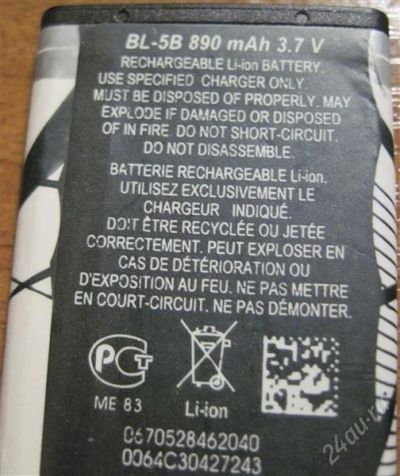 BL-5B 890 mAh 3.7 V
RECHARGEABLE Li-ion BATTERY.
USE SPECIFIED CHARGER ONLY.
MUST BE DISPOSED OF PROPERLY. MAY
EXPLODE IF DAMAGED OR DISPOSED
OF IN FIRE. DO NOT SHORT-CIRCUIT.
DO NOT DISASSEMBLE.
BATTERIE RECHARGEABLE Li-ion.
UTILISEZ EXCLUSIVEMENT LE
CHARGEUR INDIQUÉ.
DOIT ÊTRE RECYCLÉE OU JETÉE
CORRECTEMENT. PEUT EXPLOSER EN
CAS DE DÉTÉRIORATION OU
D'EXPOSITION AU FEU. NE PAS METTRE
EN COURT-CIRCUIT. NE PAS DÉMONTER.
РСТ
ME 83
Li-ion
0670528462040
0064C30427243
24au.ru